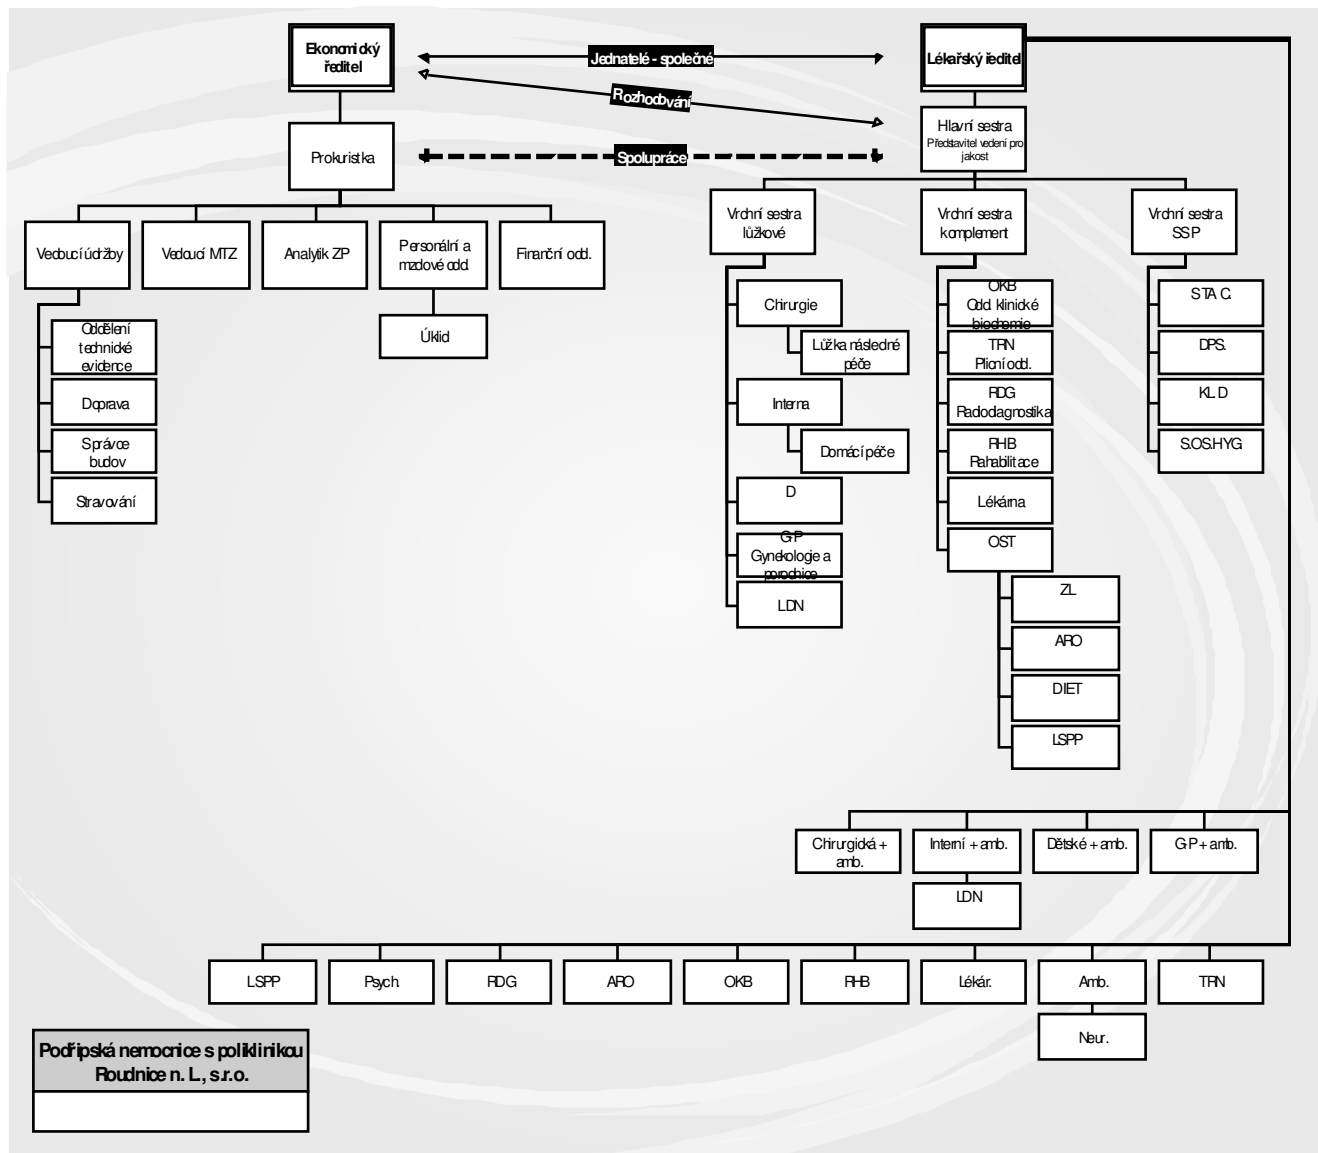 Ekonomický
ředitel
Jednatelé - společné
Lékařský ředitel
Rozhodování
Hlavní sestra
Představitel vedení pro
jakost
Prokuristka
Spolupráce
Vedoucí údržby
Vedoucí MTZ
Analytik ZP
Personální a
mzdové odd.
Finanční odd.
Vrchní sestra
lůžkové
Vrchní sestra
komplement
Vrchní sestra
SSP
Oddělení
technické
evidence
Doprava
Správce
budov
Stravování
Úklid
Chirurgie
Lůžka následné
péče
Interna
Domácí péče
D
G-P
Gynekologie a
porodnice
LDN
OKB
Odd. klinické
biochemie
TRN
Plicní odd.
RDG
Radodagnostika
RHB
Rahabilitace
Lékárna
OST
ZL
ARO
DIET
LSPP
STAC.
DPS.
KLD
S.OS.HYG
Chirurgická +
amb.
Interní + amb.
Dětské + amb.
G-P + amb.
LDN
LSPP
Psych.
RDG
ARO
OKB
RHB
Lékár.
Amb.
TRN
Neur.
Podřipská nemocnice s poliklinikou
Roudnice n. L., s.r.o.